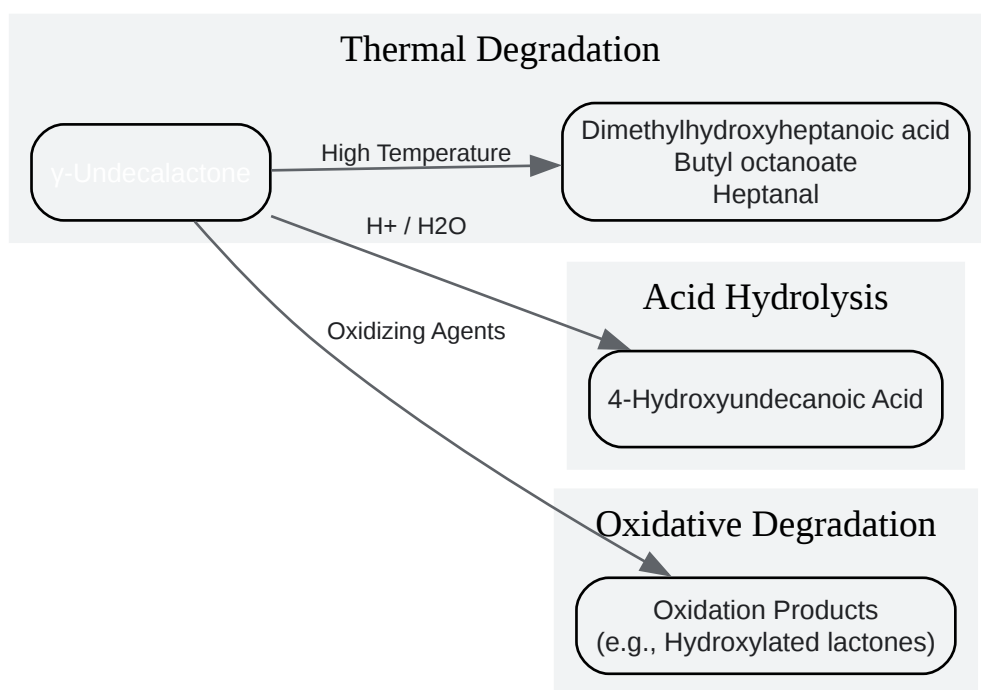 Thermal Degradation
γ-Undecalactone
High Temperature
Dimethylhydroxyheptanoic acid
Butyl octanoate
Heptanal
H+ / H2O
Acid Hydrolysis
Oxidizing Agents
4-Hydroxyundecanoic Acid
Oxidative Degradation
Oxidation Products
(e.g., Hydroxylated lactones)